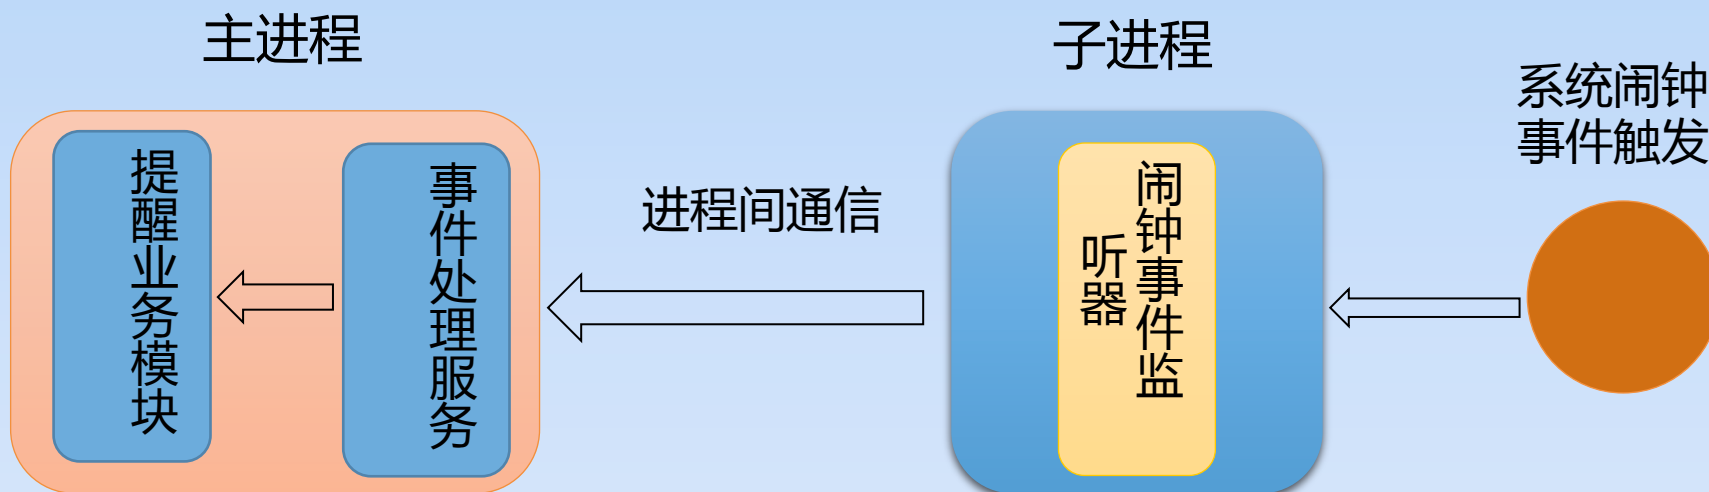 主进程
子进程
系统闹钟
事件触发
提醒业务模块
事件处理服务
进程间通信
闹钟事件监
听器